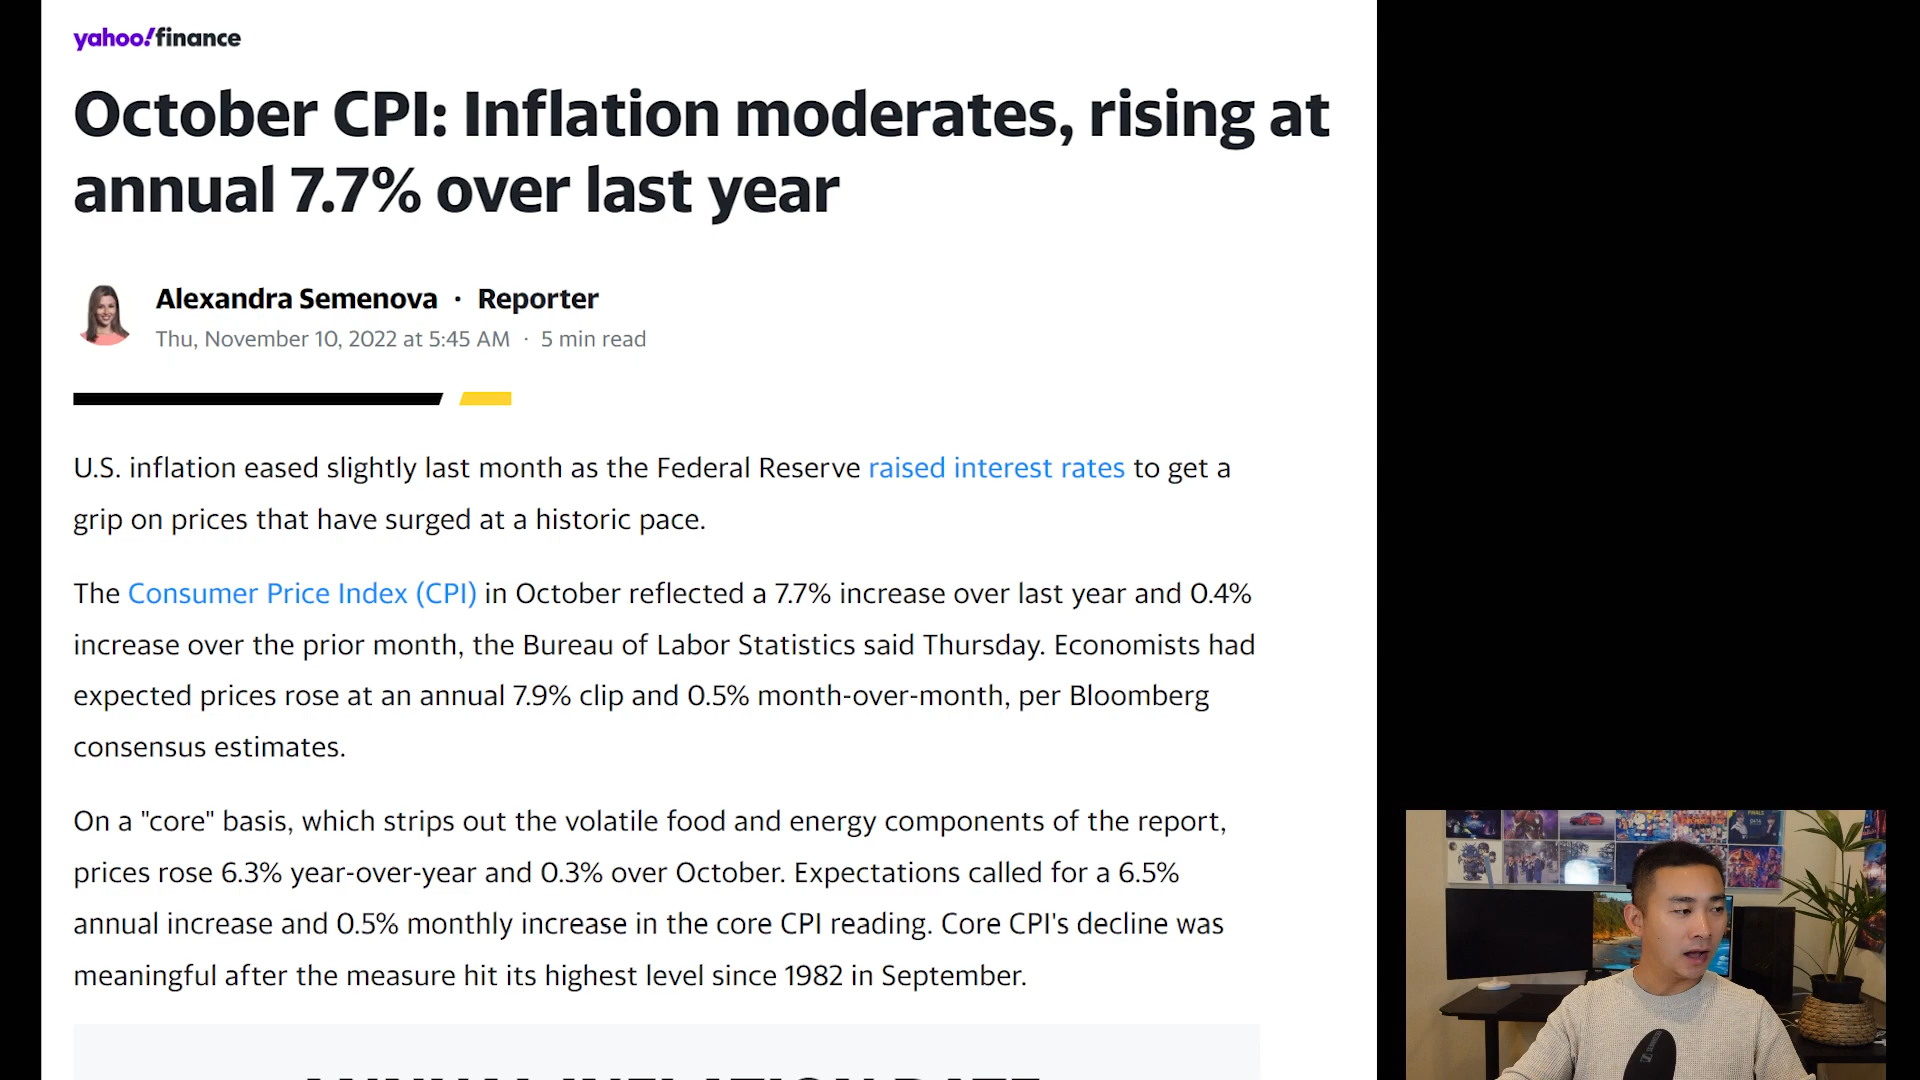 yahoo!finance
October CPI: Inflation moderates, rising at
annual 7.7% over last year
Alexandra Semenova · Reporter
Thu, November 10, 2022 at 5:45 AM · 5 min read
U.S. inflation eased slightly last month as the Federal Reserve raised interest rates to get a
grip on prices that have surged at a historic pace.
The Consumer Price Index (CPI) in October reflected a 7.7% increase over last year and 0.4%
increase over the prior month, the Bureau of Labor Statistics said Thursday. Economists had
expected prices rose at an annual 7.9% clip and 0.5% month-over-month, per Bloomberg
consensus estimates.
On a "core" basis, which strips out the volatile food and energy components of the report,
prices rose 6.3% year-over-year and 0.3% over October. Expectations called for a 6.5%
annual increase and 0.5% monthly increase in the core CPI reading. Core CPI's decline was
meaningful after the measure hit its highest level since 1982 in September.